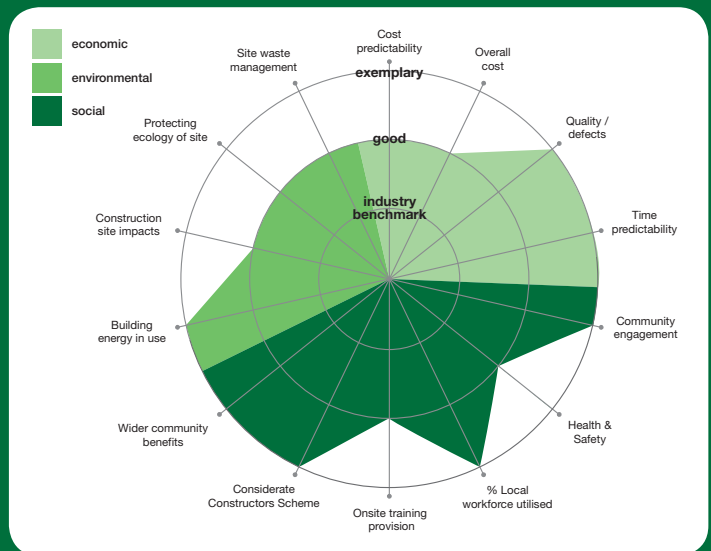 economic
environmental
social
Cost
predictability
Overall
cost
Quality /
defects
Time
predictability
Community
engagement
Health &
Safety
% Local
workforce utilised
Onsite training
provision
Considerate
Constructors Scheme
Wider community
benefits
Building
energy in use
Construction
site impacts
Protecting
ecology of site
Site waste
management
exemplary
good
industry
benchmark